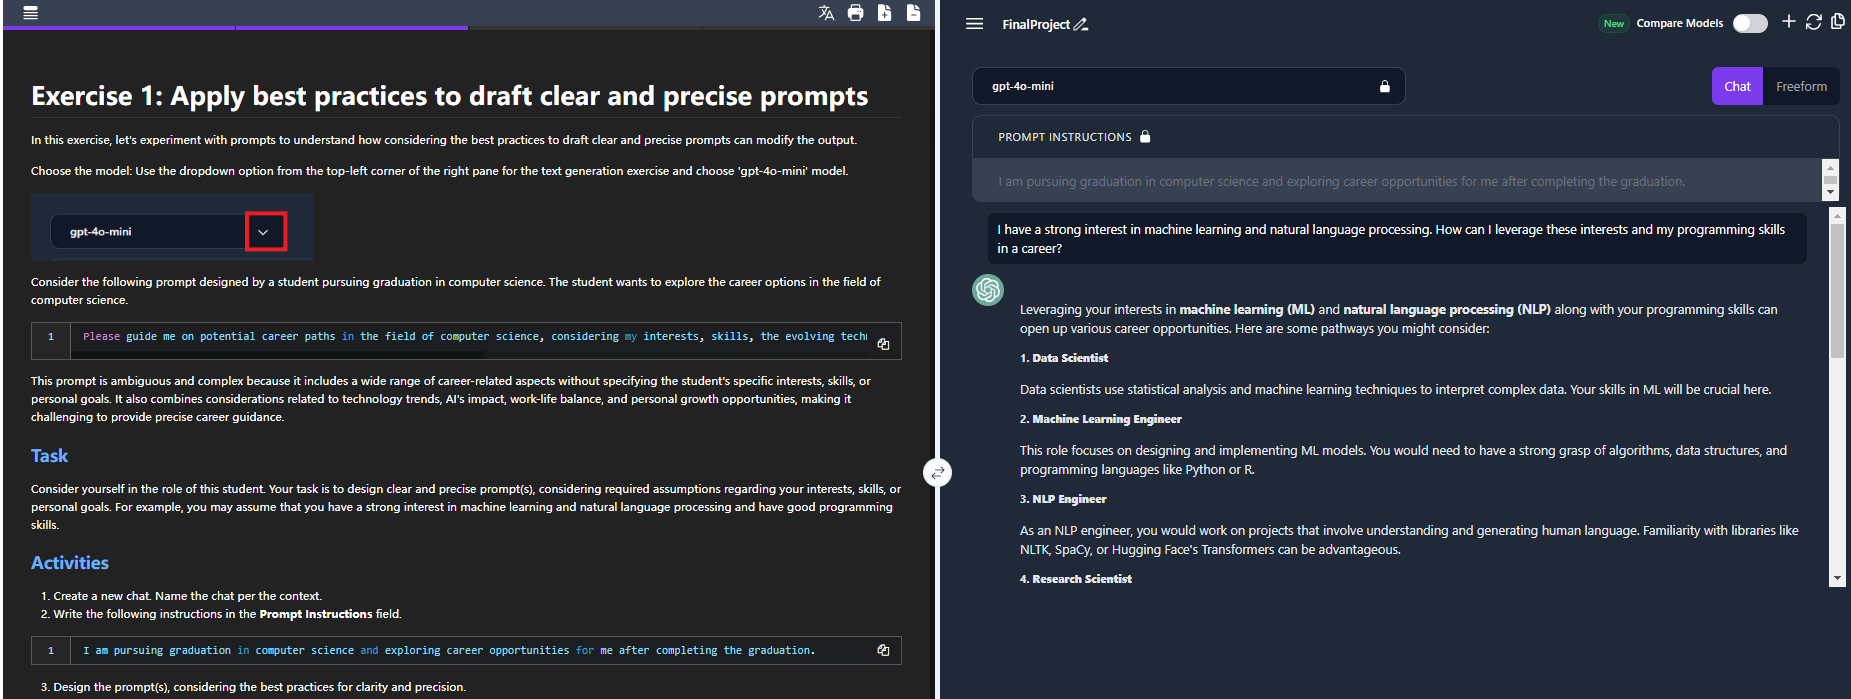 Exercise 1: Apply best practices to draft clear and precise prompts
In this exercise, let's experiment with prompts to understand how considering the best practices to draft clear and precise prompts can modify the output.
Choose the model: Use the dropdown option from the top-left corner of the right pane for the text generation exercise and choose 'gpt-4o-mini' model.
gpt-4o-mini
Consider the following prompt designed by a student pursuing graduation in computer science. The student wants to explore the career options in the field of
computer science.
1 Please guide me on potential career paths in the field of computer science, considering my interests, skills, the evolving tech
This prompt is ambiguous and complex because it includes a wide range of career-related aspects without specifying the student's specific interests, skills, or
personal goals. It also combines considerations related to technology trends, AI's impact, work-life balance, and personal growth opportunities, making it
challenging to provide precise career guidance.
Task
Consider yourself in the role of this student. Your task is to design clear and precise prompt(s), considering required assumptions regarding your interests, skills, or
personal goals. For example, you may assume that you have a strong interest in machine learning and natural language processing and have good programming
skills.
Activities
1. Create a new chat. Name the chat per the context.
2. Write the following instructions in the Prompt Instructions field.
1 I am pursuing graduation in computer science and exploring career opportunities for me after completing the graduation.
3. Design the prompt(s), considering the best practices for clarity and precision.
FinalProject
New Compare Models
gpt-4o-mini
Chat Freeform
PROMPT INSTRUCTIONS
I am pursuing graduation in computer science and exploring career opportunities for me after completing the graduation.
I have a strong interest in machine learning and natural language processing. How can I leverage these interests and my programming skills
in a career?
Leveraging your interests in machine learning (ML) and natural language processing (NLP) along with your programming skills can
open up various career opportunities. Here are some pathways you might consider:
1. Data Scientist
Data scientists use statistical analysis and machine learning techniques to interpret complex data. Your skills in ML will be crucial here.
2. Machine Learning Engineer
This role focuses on designing and implementing ML models. You would need to have a strong grasp of algorithms, data structures, and
programming languages like Python or R.
3. NLP Engineer
As an NLP engineer, you would work on projects that involve understanding and generating human language. Familiarity with libraries like
NLTK, SpaCy, or Hugging Face's Transformers can be advantageous.
4. Research Scientist